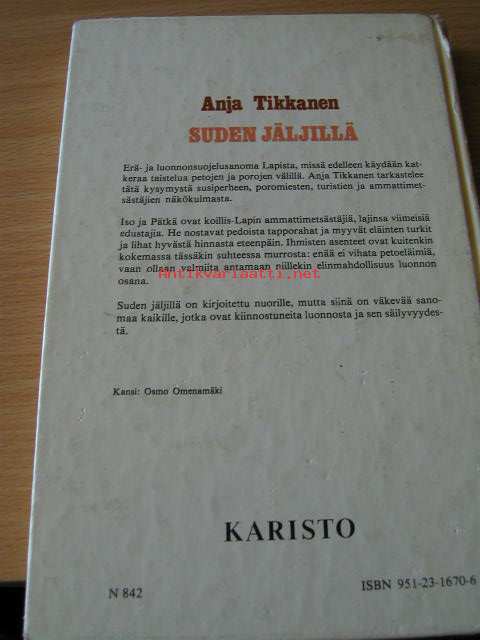 Anja Tikkanen
SUDEN JÄLJILLÄ
Erä- ja luonnonsuojelusanoma Lapista, missä edelleen käydään kat-
keraa taistelua petojen ja porojen välillä. Anja Tikkanen tarkastelee
tätä kysymystä susiperheen, poromiesten, turistien ja ammattimet-
sästäjien näkökulmasta.
Iso ja Pätkä ovat koillis-Lapin ammattimetsästäjiä, lajinsa viimeisiä
edustajia. He nostavat pedoista tapporahat ja myyvät eläinten turkit
ja lihat hyvästä hinnasta eteenpäin. Ihmisten asenteet ovat kuitenkin
kokemassa tässäkin suhteessa murrosta: enää ei vihata petoeläimiä,
vaan ollaan valmiita antamaan niillekin elinmahdollisuus luonnon
osana.
Antikvariaatti.net
Suden jäljillä on kirjoitettu nuorille, mutta siinä on väkevää sano-
maa kaikille, jotka ovat kiinnostuneita luonnosta ja sen säilyvyydes-
tä.
Kansi: Osmo Omenamäki
KARISTO
N 842
ISBN 951-23-1670-6